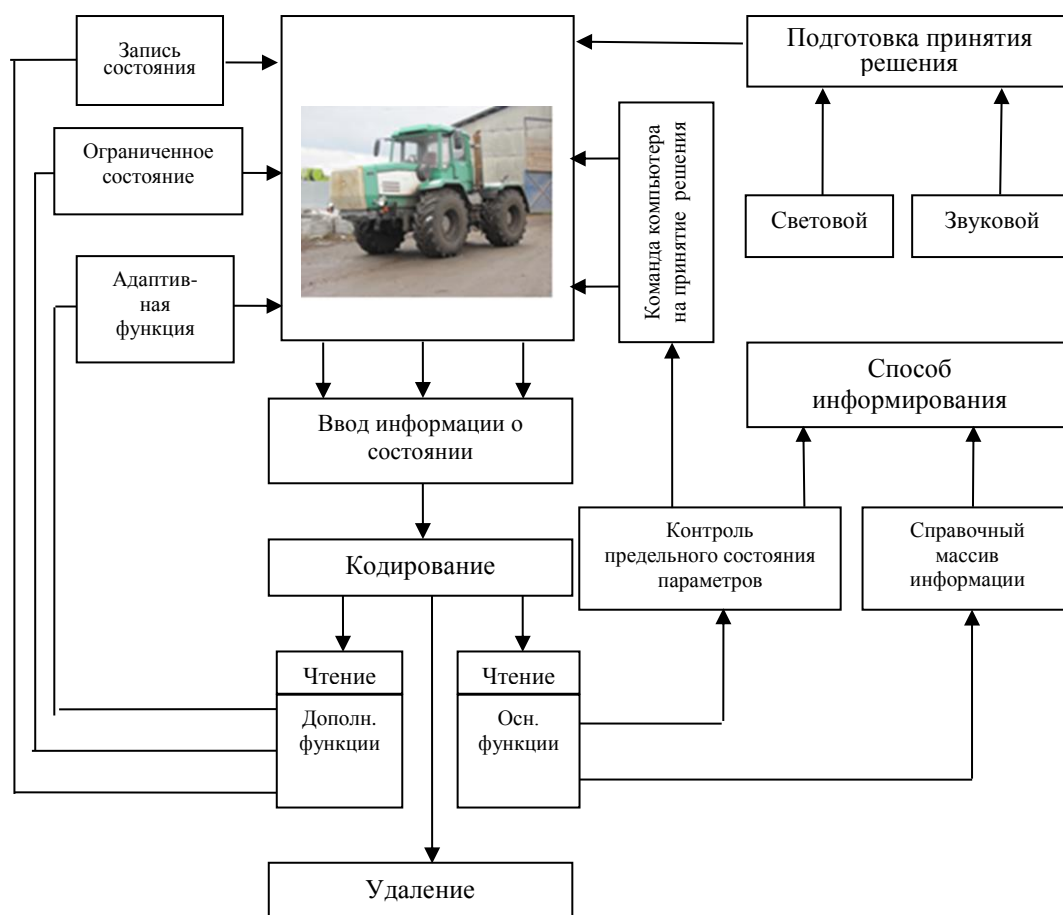 Запись
состояния
Подготовка принятия
решения
Ограниченное
состояние
Команда компьютера
на принятие решения
Световой
Звуковой
Адаптив-
ная
функция
Способ
информирования
Ввод информации о
состоянии
Контроль
предельного состояния
параметров
Справочный
массив
информации
Кодирование
Чтение
Дополн.
функции
Чтение
Осн.
функции
Удаление